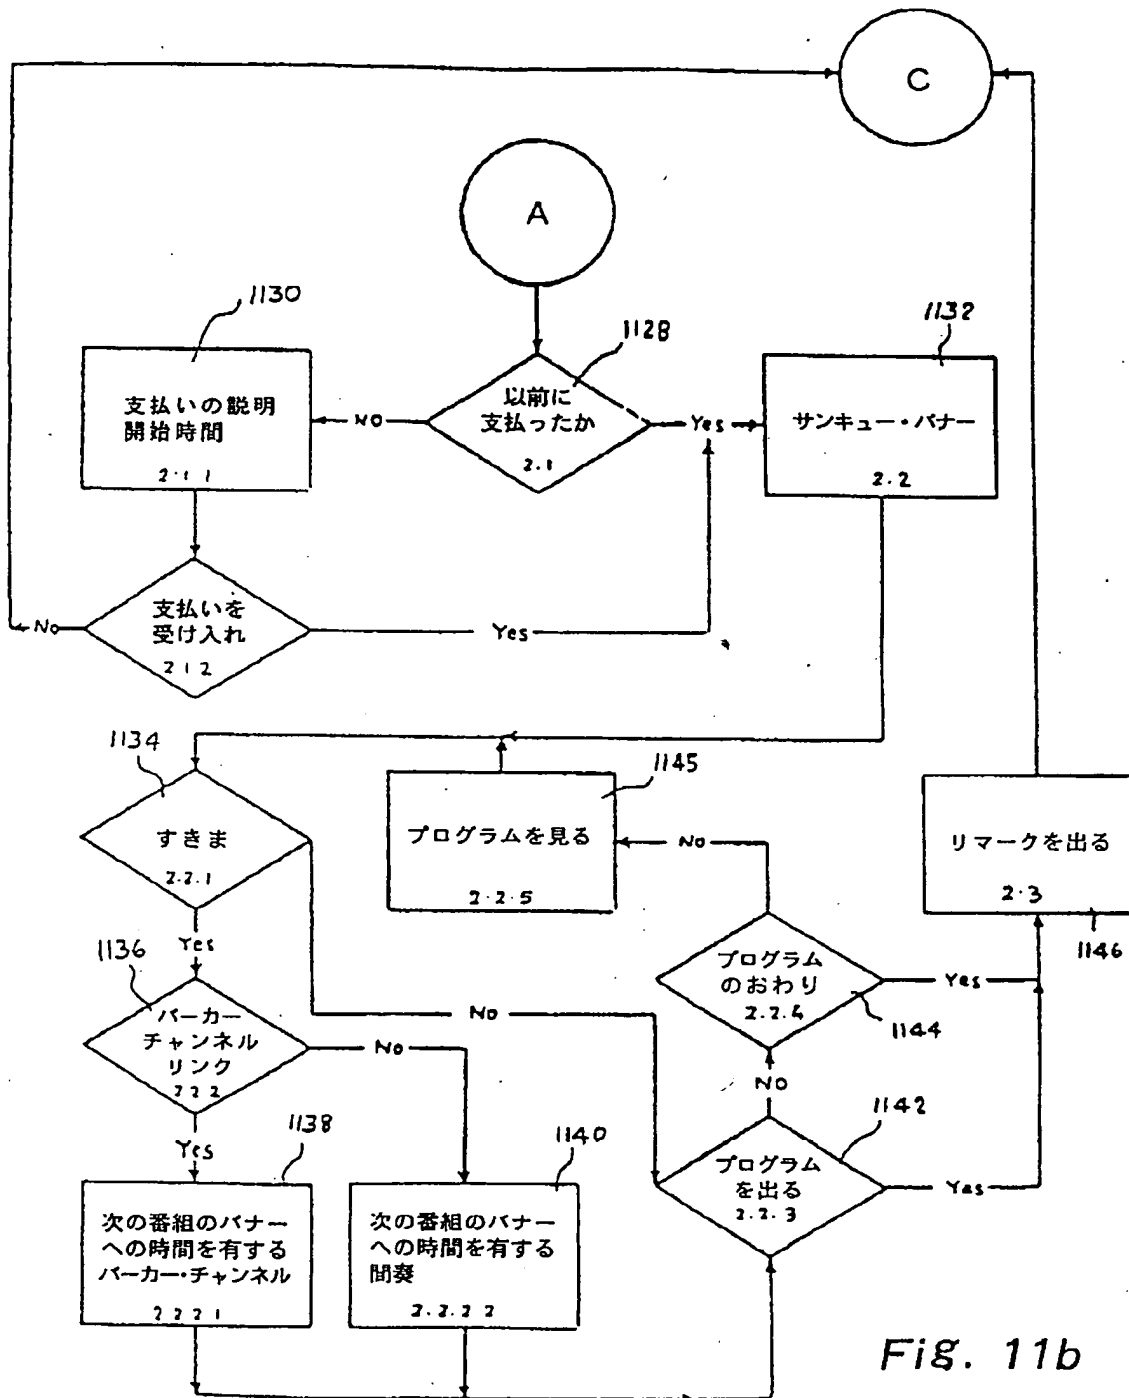 C
A
1130
1128
1132
支払いの説明
開始時間
2.1 1
NO
以前に
支払ったか
2.1
Yes
サンキュー・バナー
2.2
No
支払いを
受け入れ
2 1 2
Yes
1134
すきま
2.2.1
1145
プログラムを見る
2.2.5
No
リマークを出る
2.3
1146
Yes
1136
バーカー
チャンネル
リンク
2 2 2
No
No
プログラム
のおわり
2.2.4
Yes
1144
NO
Yes
1138
1140
1142
プログラム
を出る
2.2.3
Yes
次の番組のバナー
への時間を有する
バーカー・チャンネル
2 2 2 1
次の番組のバナー
への時間を有する
間奏
2.2.2 2
Fig. 11b